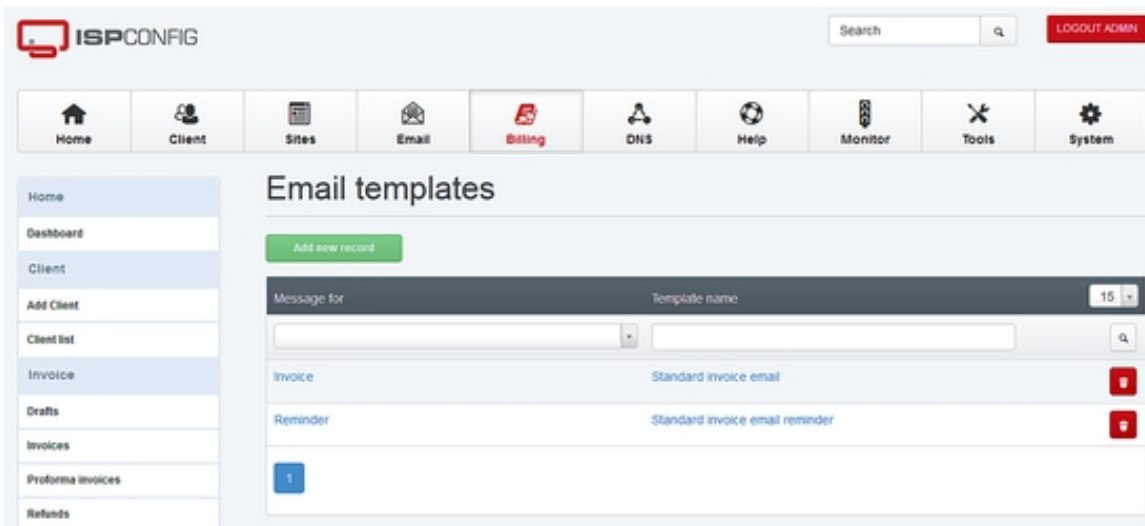 ISPCONFIG
Search
LOGOUT ADMIN
Home Client Sites Email Billing DNS Help Monitor Tools System
Home
Dashboard
Client
Add Client
Client list
Invoice
Drafts
Invoices
Proforma invoices
Refunds
Email templates
Add new record
Message for Template name 15
Invoice Standard invoice email
Reminder Standard invoice email reminder
1